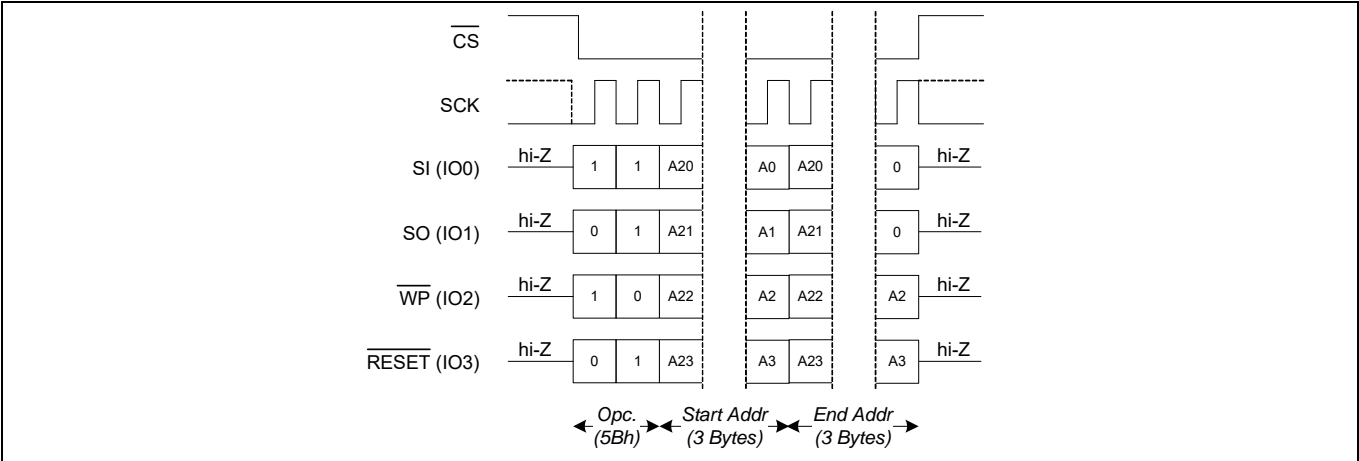 CS
SCK
SI (IO0) hi-Z 1 1 A20 A0 A20 0 hi-Z
SO (IO1) hi-Z 0 1 A21 A1 A21 0 hi-Z
WP (IO2) hi-Z 1 0 A22 A2 A22 A2 hi-Z
RESET (IO3) hi-Z 0 1 A23 A3 A23 A3 hi-Z
Opc. Start Addr End Addr
(5Bh) (3 Bytes) (3 Bytes)